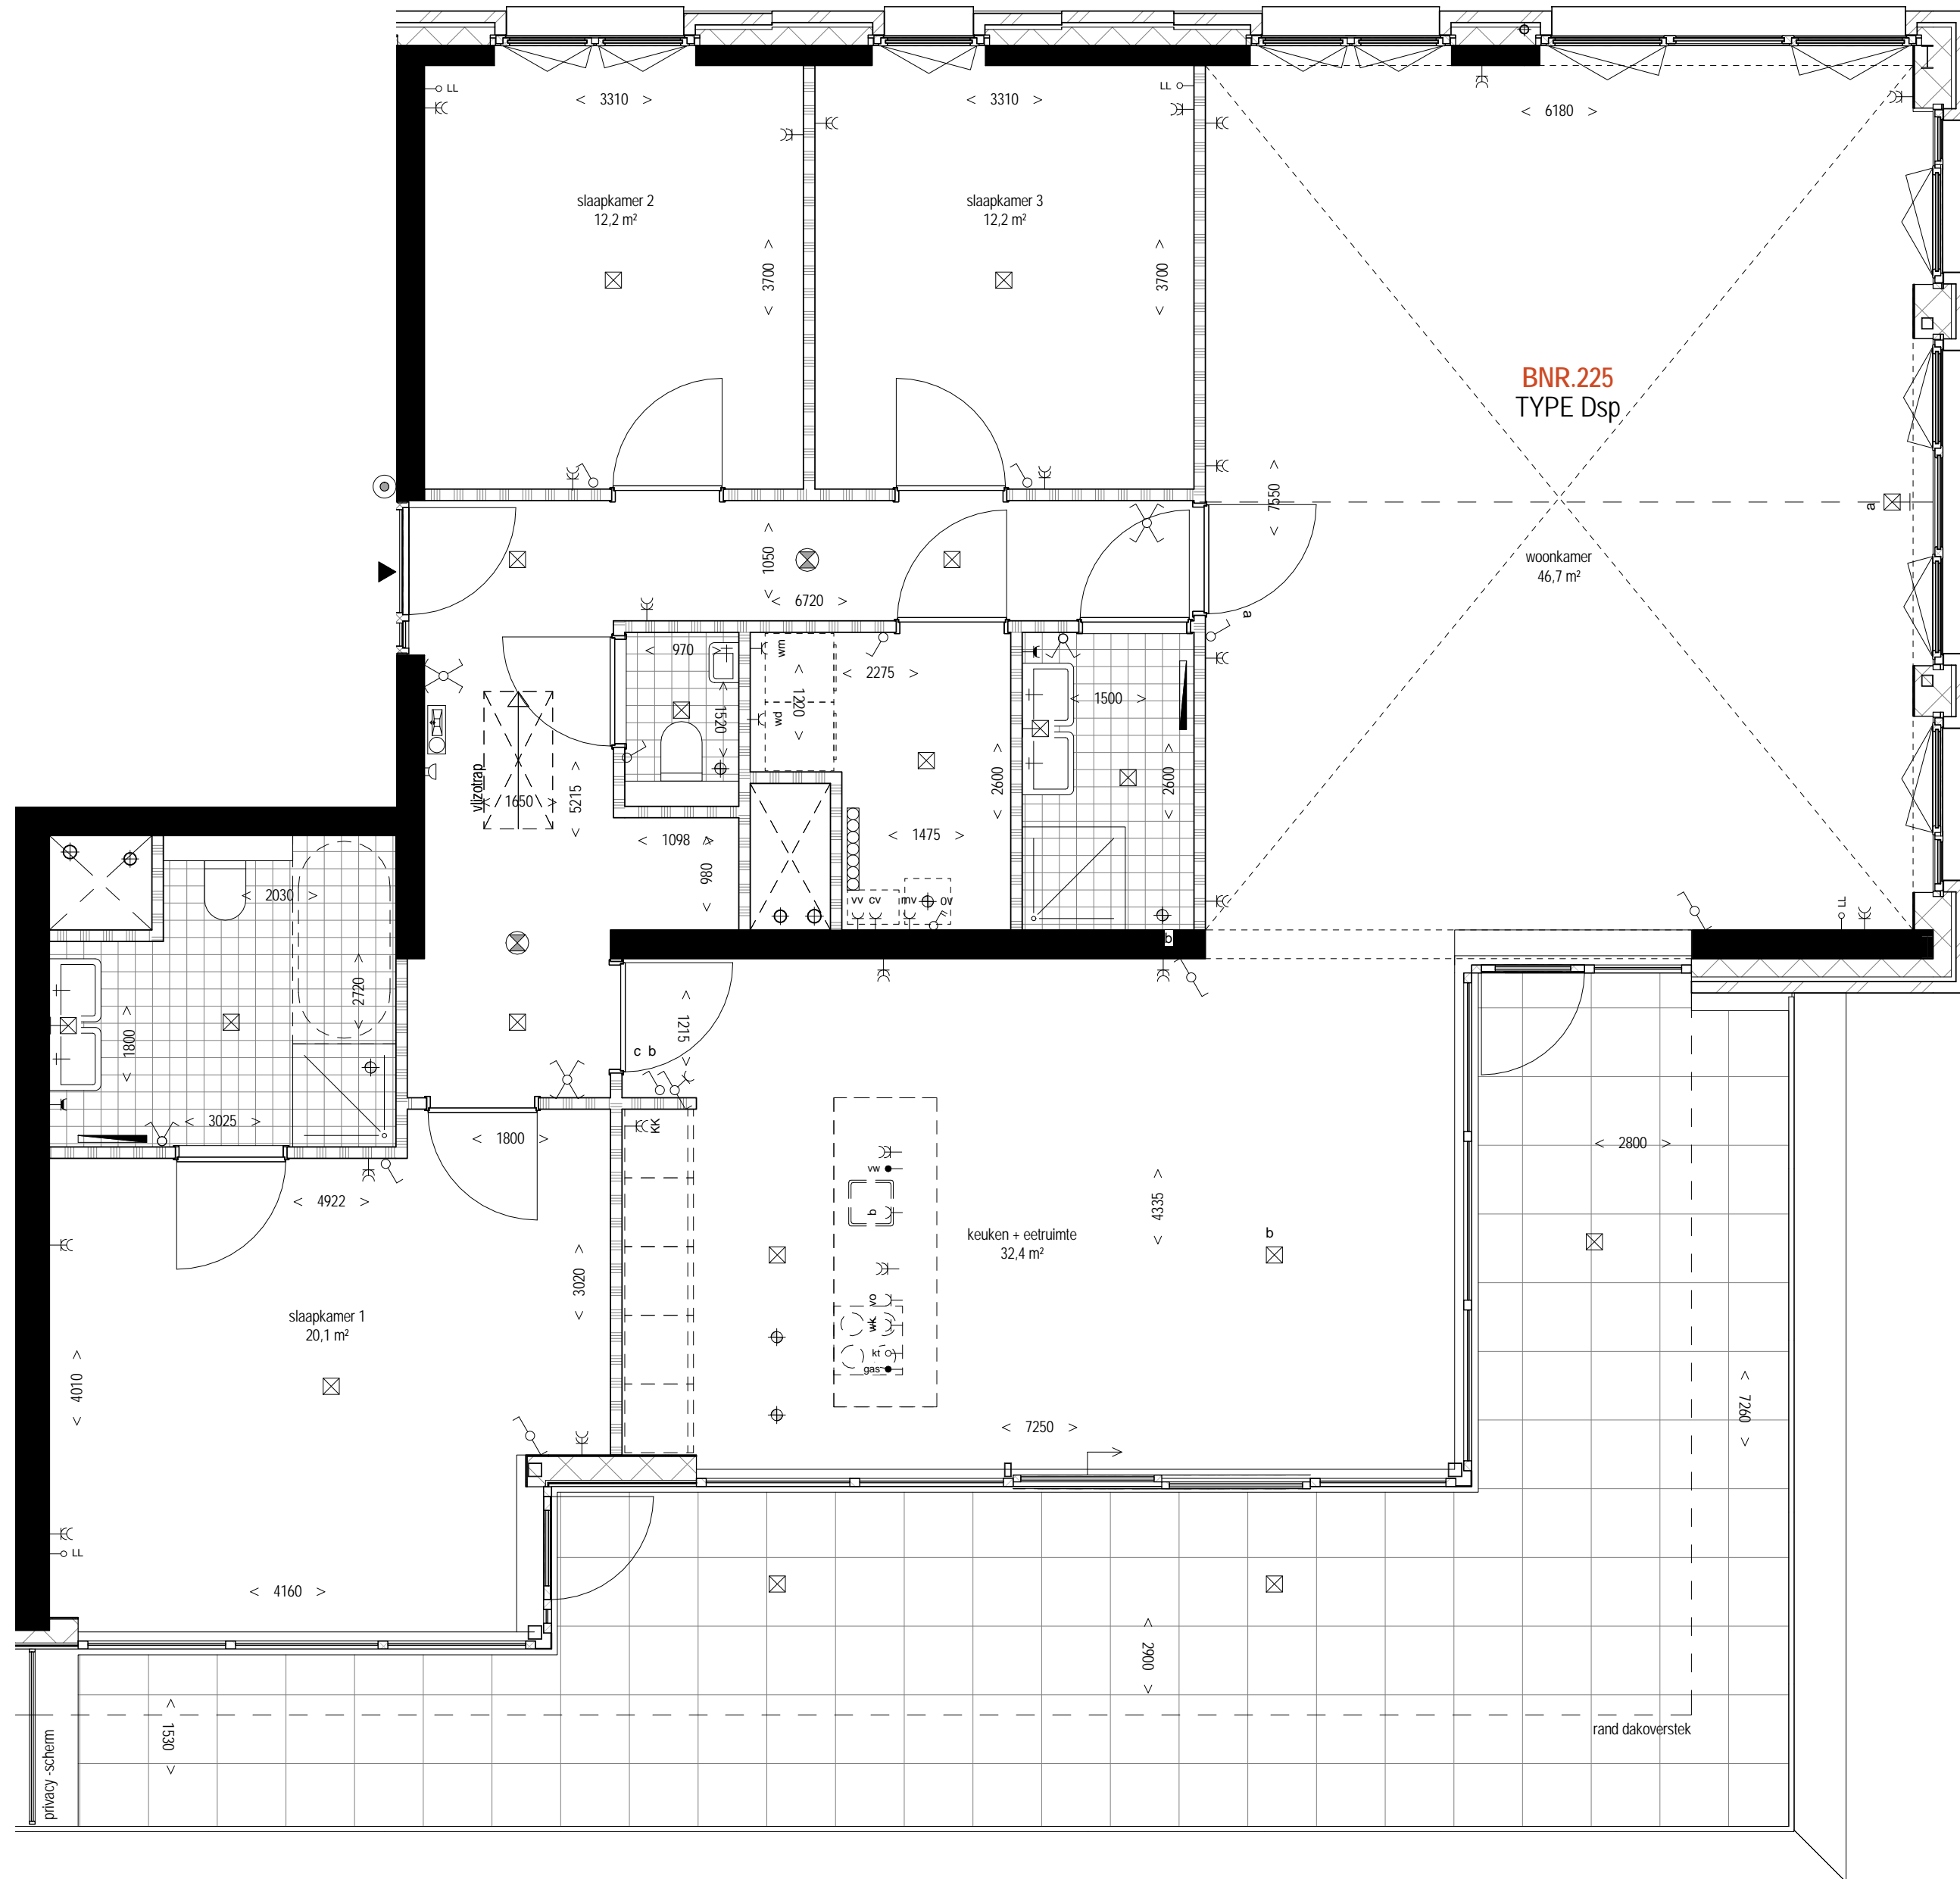 LL
< 3310 >
< 3310 >
LL
< 6180 >
slaapkamer 2
12,2 m²
slaapkamer 3
12,2 m²
< 3700 >
< 3700 >
BNR.225
TYPE Dsp
< 7550 >
a
woonkamer
46,7 m²
< 1050 >
< 6720 >
a
< 970 >
wm
< 1220 >
< 2275 >
< 1520 >
wd
< 1500 >
vlizotrap
< 1650 >
< 5215 >
< 2600 >
< 2600 >
< 1098 >
< 980 >
< 1475 >
vv
cv
mv
ov
< 2030 >
LL
b
< 2720 >
< 1800 >
< 1215 >
c b
< 3025 >
< 1800 >
KK
< 2800 >
vw
< 4922 >
b
< 4335 >
keuken + eetruimte
32,4 m²
b
< 3020 >
vo
wk
kt
gas
slaapkamer 1
20,1 m²
< 4010 >
< 7260 >
< 7250 >
LL
< 4160 >
< 2900 >
< 1530 >
rand dakoverstek
privacy -scherm